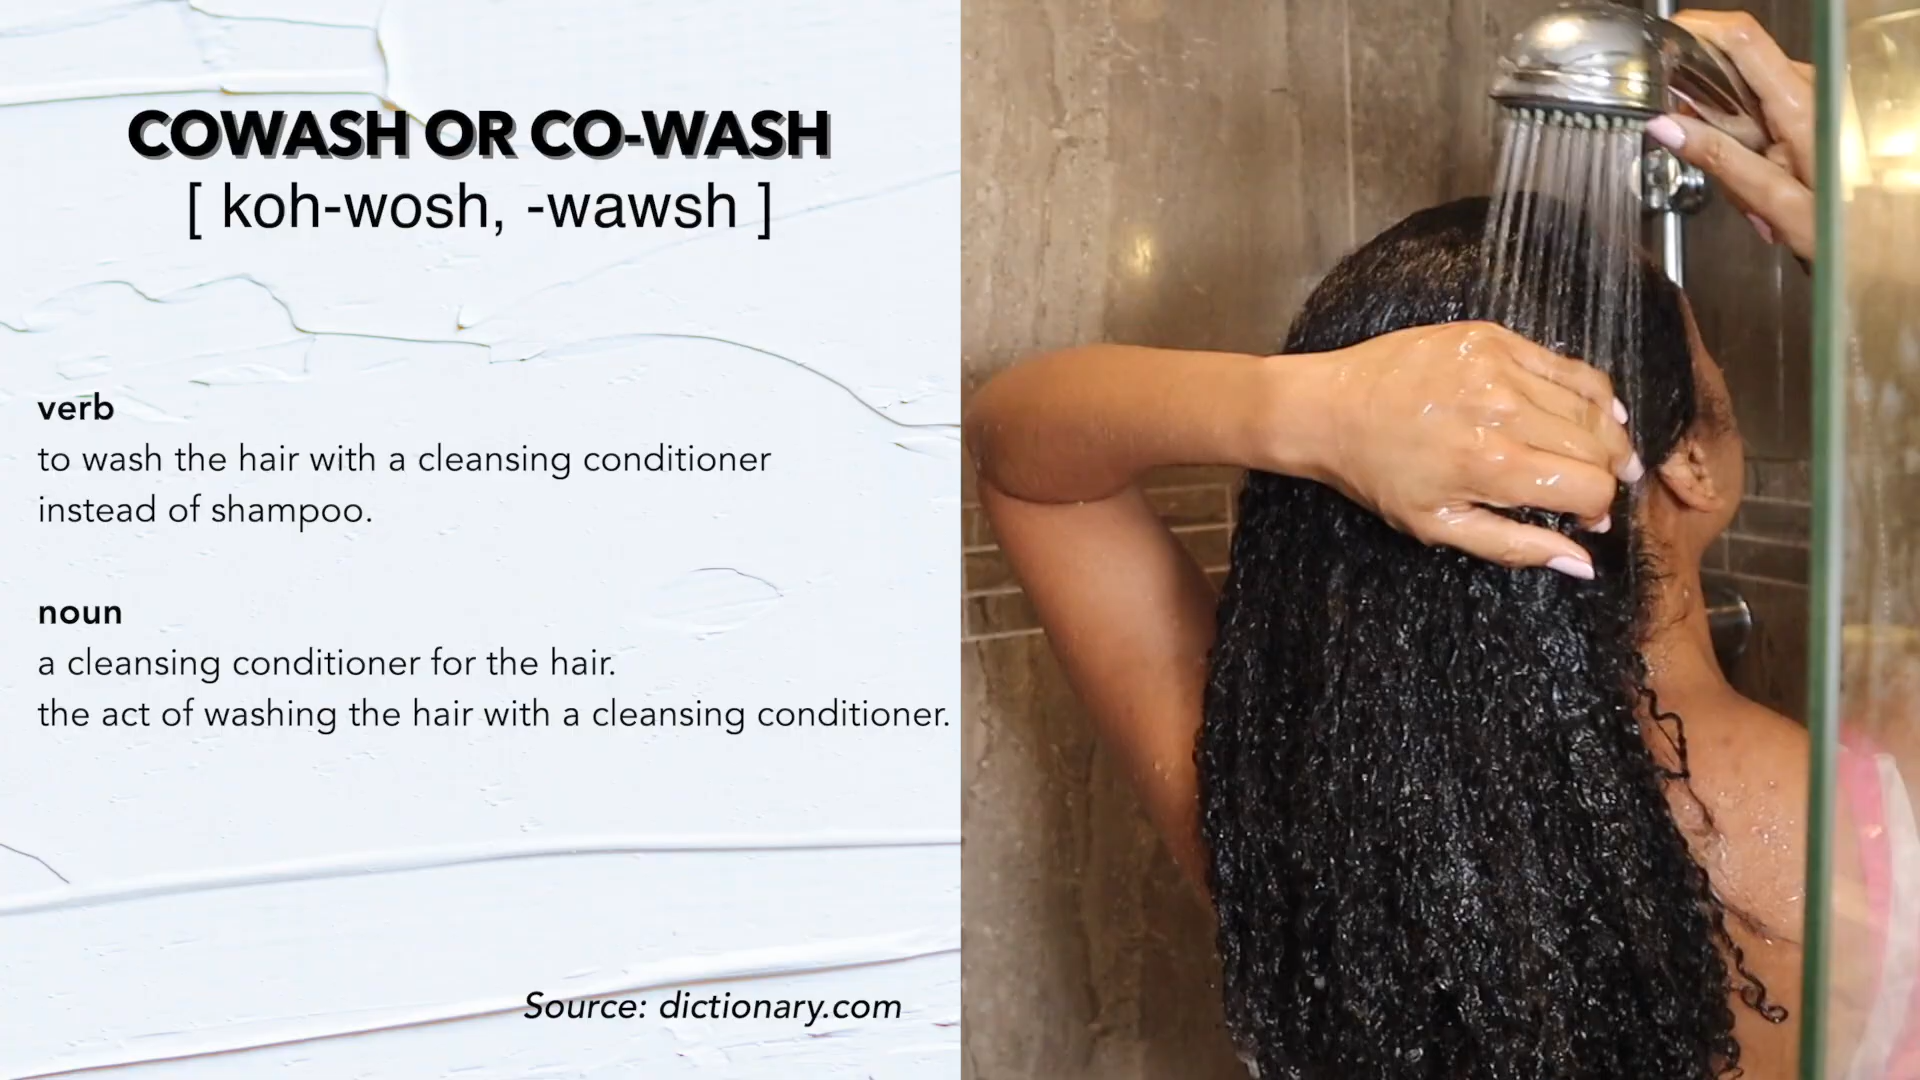 COWASH OR CO-WASH
[ koh-wosh, -wawsh ]
verb
to wash the hair with a cleansing conditioner
instead of shampoo.
noun
a cleansing conditioner for the hair.
the act of washing the hair with a cleansing conditioner.
Source: dictionary.com